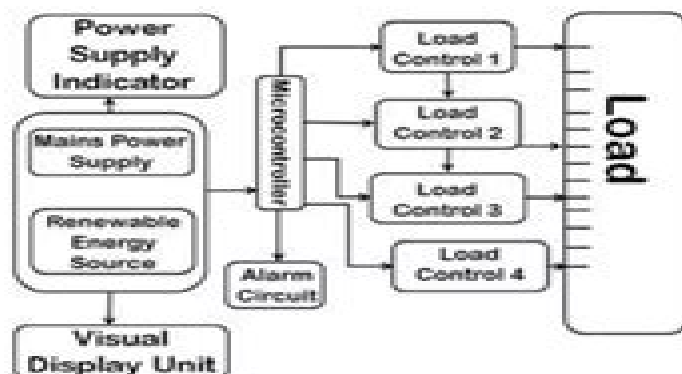 Power
Supply
Indicator
Mains Power
Supply
Renewable
Energy
Source
Visual
Display Unit
Microcontroller
Alarm
Circuit
Load
Control 1
Load
Control 2
Load
Control 3
Load
Control 4
Load